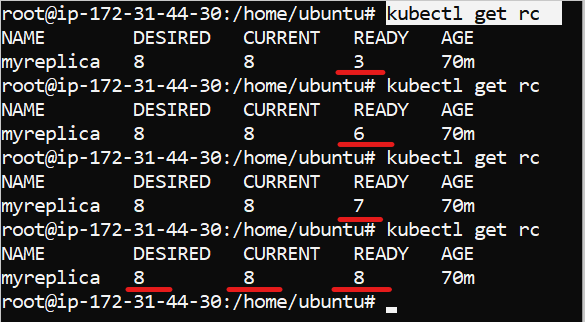 root@ip-172-31-44-30:/home/ubuntu# kubectl get rc
NAME DESIRED CURRENT READY AGE
myreplica 8 8 3 70m
root@ip-172-31-44-30:/home/ubuntu# kubectl get rc
NAME DESIRED CURRENT READY AGE
myreplica 8 8 6 70m
root@ip-172-31-44-30:/home/ubuntu# kubectl get rc
NAME DESIRED CURRENT READY AGE
myreplica 8 8 7 70m
root@ip-172-31-44-30:/home/ubuntu# kubectl get rc
NAME DESIRED CURRENT READY AGE
myreplica 8 8 8 70m
root@ip-172-31-44-30:/home/ubuntu#